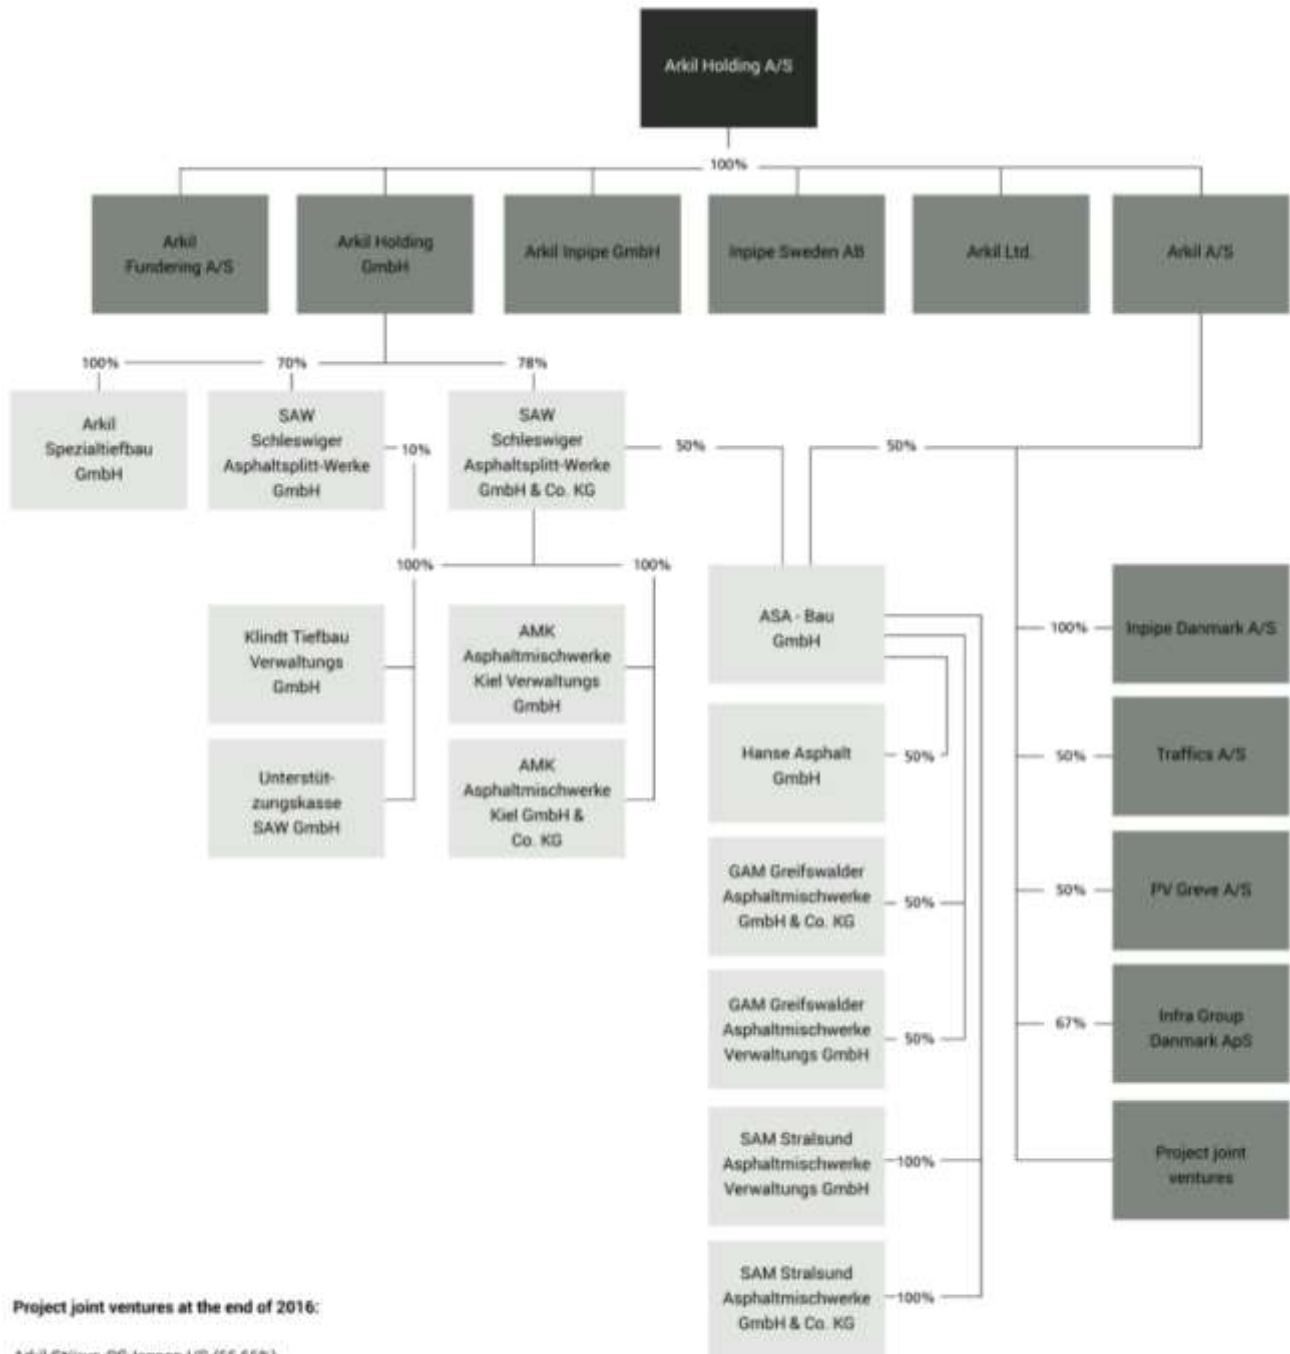 Arkil Holding A/S
100%
Arkil
Fundering A/S
Arkil Holding
GmbH
Arkil Inpipe GmbH
Inpipe Sweden AB
Arkil Ltd.
Arkil A/S
100%
70%
78%
Arkil
Spezialtiefbau
GmbH
SAW
Schleswiger
Asphaltsplitt-Werke
GmbH
10%
SAW
Schleswiger
Asphaltsplitt-Werke
GmbH & Co. KG
50%
50%
100%
100%
Klindt Tiefbau
Verwaltungs
GmbH
AMK
Asphaltmischwerke
Kiel Verwaltungs
GmbH
Unterstüt-
zungskasse
SAW GmbH
AMK
Asphaltmischwerke
Kiel GmbH &
Co. KG
ASA - Bau
GmbH
100%
Inpipe Danmark A/S
Hanse Asphalt
GmbH
50%
50%
Traffics A/S
GAM Greifswalder
Asphaltmischwerke
GmbH & Co. KG
50%
50%
PV Greve A/S
GAM Greifswalder
Asphaltmischwerke
Verwaltungs GmbH
50%
67%
Infra Group
Danmark ApS
SAM Stralsund
Asphaltmischwerke
Verwaltungs GmbH
100%
Project joint
ventures
SAM Stralsund
Asphaltmischwerke
GmbH & Co. KG
100%
Project joint ventures at the end of 2016: